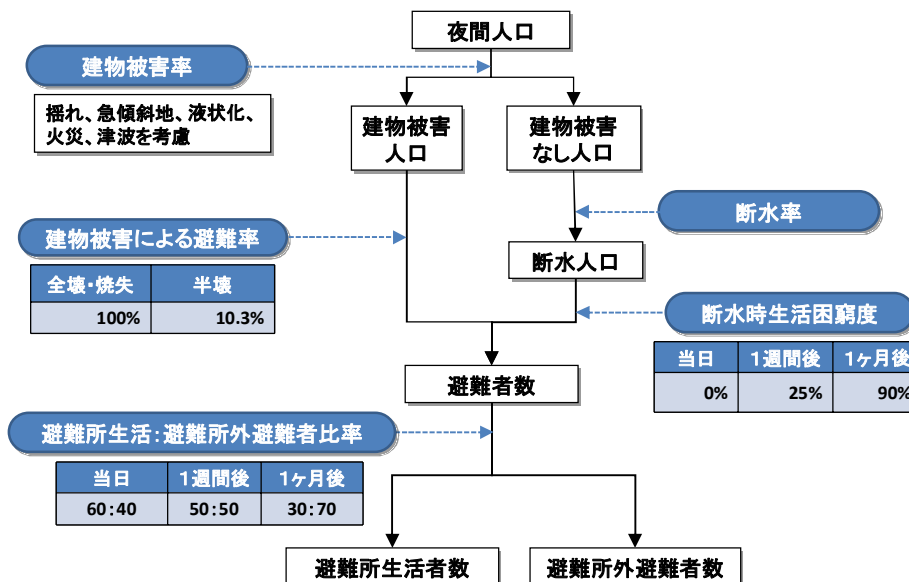 夜間人口
建物被害率
揺れ、急傾斜地、液状化、
火災、津波を考慮
建物被害
人口
建物被害
なし人口
断水率
建物被害による避難率
全壊・焼失 半壊
100% 10.3%
断水人口
断水時生活困窮度
当日 1週間後 1ヶ月後
0% 25% 90%
避難者数
避難所生活：避難所外避難者比率
当日 1週間後 1ヶ月後
60：40 50：50 30：70
避難所生活者数
避難所外避難者数